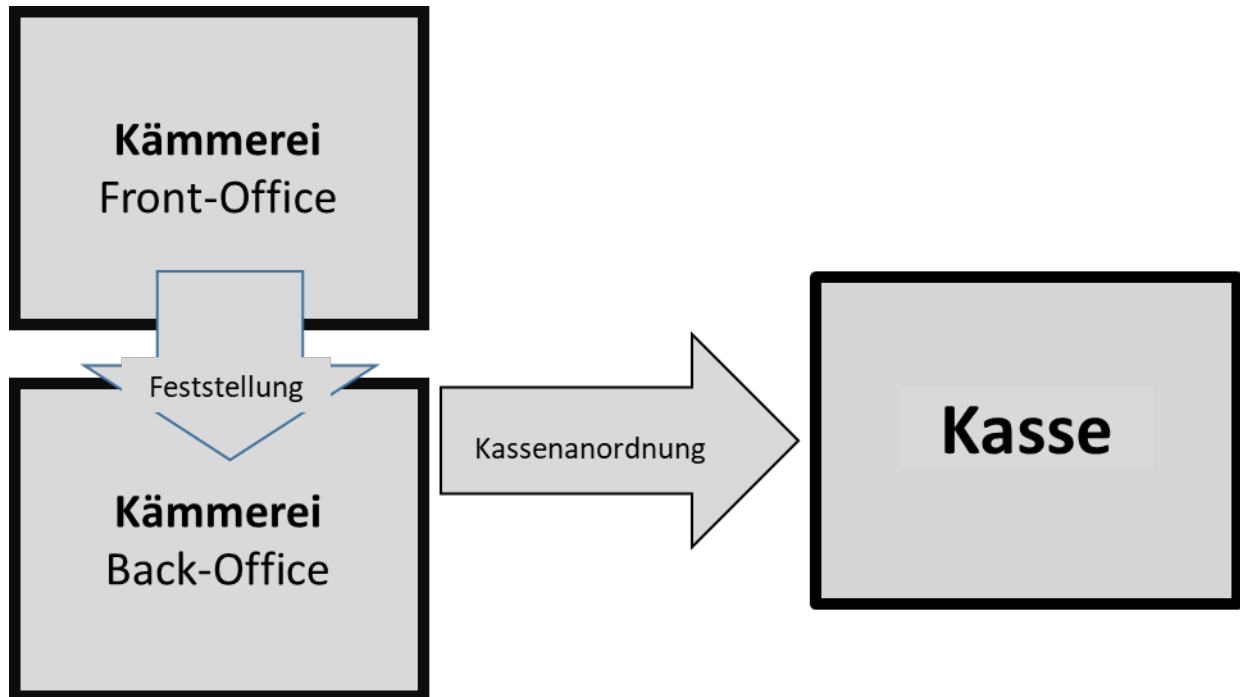 Kämmerei
Front-Office
Feststellung
Kämmerei
Back-Office
Kassenanordnung
Kasse